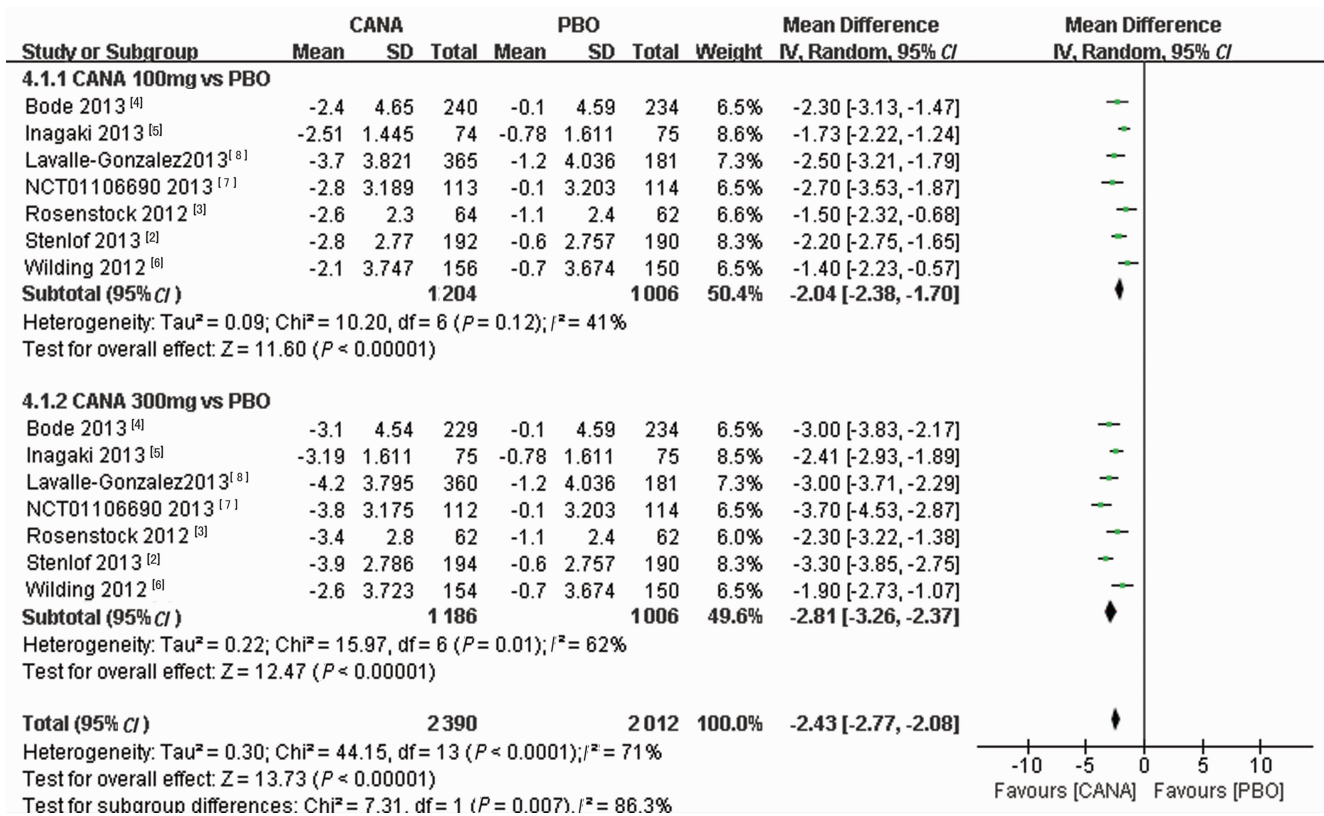 CANA PBO Mean Difference Mean Difference
Study or Subgroup Mean SD Total Mean SD Total Weight IV, Random, 95% CI IV, Random, 95% CI
4.1.1 CANA 100mg vs PBO
Bode 2013 [4] -2.4 4.65 240 -0.1 4.59 234 6.5% -2.30 [-3.13, -1.47]
Inagaki 2013 [5] -2.51 1.445 74 -0.78 1.611 75 8.6% -1.73 [-2.22, -1.24]
Lavalle-Gonzalez2013[8] -3.7 3.821 365 -1.2 4.036 181 7.3% -2.50 [-3.21, -1.79]
NCT01106690 2013 [7] -2.8 3.189 113 -0.1 3.203 114 6.5% -2.70 [-3.53, -1.87]
Rosenstock 2012 [3] -2.6 2.3 64 -1.1 2.4 62 6.6% -1.50 [-2.32, -0.68]
Stenlof 2013 [2] -2.8 2.77 192 -0.6 2.757 190 8.3% -2.20 [-2.75, -1.65]
Wilding 2012 [6] -2.1 3.747 156 -0.7 3.674 150 6.5% -1.40 [-2.23, -0.57]
Subtotal (95% CI) 1 204 1 006 50.4% -2.04 [-2.38, -1.70]
Heterogeneity: Tau² = 0.09; Chi² = 10.20, df = 6 (P = 0.12); I² = 41%
Test for overall effect: Z = 11.60 (P < 0.00001)
4.1.2 CANA 300mg vs PBO
Bode 2013 [4] -3.1 4.54 229 -0.1 4.59 234 6.5% -3.00 [-3.83, -2.17]
Inagaki 2013 [5] -3.19 1.611 75 -0.78 1.611 75 8.5% -2.41 [-2.93, -1.89]
Lavalle-Gonzalez2013[8] -4.2 3.795 360 -1.2 4.036 181 7.3% -3.00 [-3.71, -2.29]
NCT01106690 2013 [7] -3.8 3.175 112 -0.1 3.203 114 6.5% -3.70 [-4.53, -2.87]
Rosenstock 2012 [3] -3.4 2.8 62 -1.1 2.4 62 6.0% -2.30 [-3.22, -1.38]
Stenlof 2013 [2] -3.9 2.786 194 -0.6 2.757 190 8.3% -3.30 [-3.85, -2.75]
Wilding 2012 [6] -2.6 3.723 154 -0.7 3.674 150 6.5% -1.90 [-2.73, -1.07]
Subtotal (95% CI) 1 186 1 006 49.6% -2.81 [-3.26, -2.37]
Heterogeneity: Tau² = 0.22; Chi² = 15.97, df = 6 (P = 0.01); I² = 62%
Test for overall effect: Z = 12.47 (P < 0.00001)
Total (95% CI) 2 390 2 012 100.0% -2.43 [-2.77, -2.08]
Heterogeneity: Tau² = 0.30; Chi² = 44.15, df = 13 (P < 0.0001); I² = 71%
Test for overall effect: Z = 13.73 (P < 0.00001)
Test for subgroup differences: Chi² = 7.31, df = 1 (P = 0.007), I² = 86.3%
-10 -5 0 5 10
Favours [CANA] Favours [PBO]